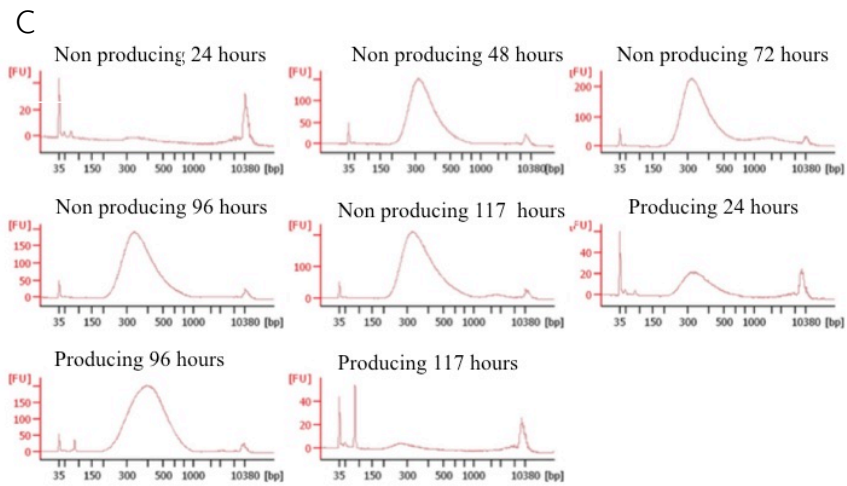 C
Non producing 24 hours
[FU]
20
0
35 150 300 500 1000 10380 [bp]
Non producing 48 hours
[FU]
100
50
0
35 150 300 500 1000 10380[bp]
Non producing 72 hours
[FU]
200
100
0
35 150 300 500 1000 10380 [bp]
Non producing 96 hours
[FU]
150
100
50
0
35 150 300 500 1000 10380 [bp]
Non producing 117 hours
[FU]
100
0
35 150 300 500 1000 10380 [bp]
Producing 24 hours
[FU]
40
20
0
35 150 300 500 1000 10380 [bp]
Producing 96 hours
[FU]
150
100
50
0
35 150 300 500 1000 10380 [bp]
Producing 117 hours
[FU]
40
20
0
35 150 300 500 1000 10380 [bp]